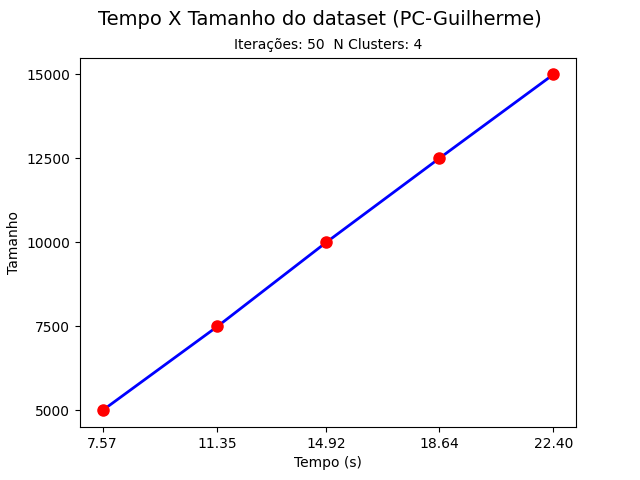 Tempo X Tamanho do dataset (PC-Guilherme)
Iterações: 50  N Clusters: 4
Tamanho
15000
12500
10000
7500
5000
7.57 11.35 14.92 18.64 22.40
Tempo (s)